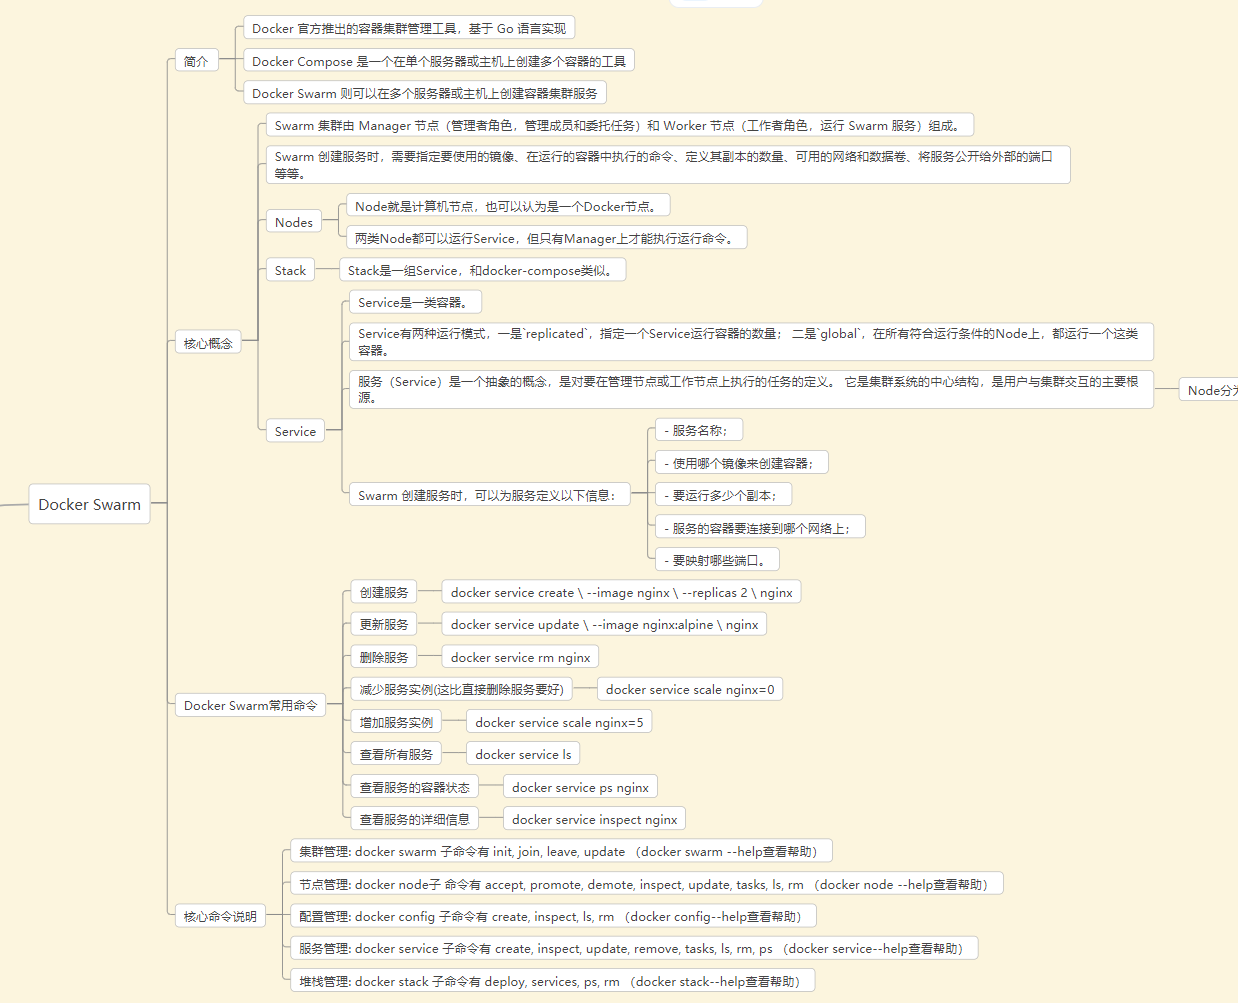 Docker Swarm
简介
Docker 官方推出的容器集群管理工具，基于 Go 语言实现
Docker Compose 是一个在单个服务器或主机上创建多个容器的工具
Docker Swarm 则可以在多个服务器或主机上创建容器集群服务
核心概念
Swarm 集群由 Manager 节点（管理者角色，管理成员和委托任务）和 Worker 节点（工作者角色，运行 Swarm 服务）组成。
Swarm 创建服务时，需要指定要使用的镜像、在运行的容器中执行的命令、定义其副本的数量、可用的网络和数据卷、将服务公开给外部的端口
等等。
Nodes
Node就是计算机节点，也可以认为是一个Docker节点。
两类Node都可以运行Service，但只有Manager上才能执行运行命令。
Stack
Stack是一组Service，和docker-compose类似。
Service
Service是一类容器。
Service有两种运行模式，一是`replicated`，指定一个Service运行容器的数量； 二是`global`，在所有符合运行条件的Node上，都运行一个这类
容器。
服务（Service）是一个抽象的概念，是对要在管理节点或工作节点上执行的任务的定义。 它是集群系统的中心结构，是用户与集群交互的主要根
源。
Node分为
Swarm 创建服务时，可以为服务定义以下信息：
- 服务名称；
- 使用哪个镜像来创建容器；
- 要运行多少个副本；
- 服务的容器要连接到哪个网络上；
- 要映射哪些端口。
Docker Swarm常用命令
创建服务
docker service create \ --image nginx \ --replicas 2 \ nginx
更新服务
docker service update \ --image nginx:alpine \ nginx
删除服务
docker service rm nginx
减少服务实例(这比直接删除服务要好)
docker service scale nginx=0
增加服务实例
docker service scale nginx=5
查看所有服务
docker service ls
查看服务的容器状态
docker service ps nginx
查看服务的详细信息
docker service inspect nginx
核心命令说明
集群管理: docker swarm 子命令有 init, join, leave, update （docker swarm --help查看帮助）
节点管理: docker node子 命令有 accept, promote, demote, inspect, update, tasks, ls, rm （docker node --help查看帮助）
配置管理: docker config 子命令有 create, inspect, ls, rm （docker config--help查看帮助）
服务管理: docker service 子命令有 create, inspect, update, remove, tasks, ls, rm, ps （docker service--help查看帮助）
堆栈管理: docker stack 子命令有 deploy, services, ps, rm （docker stack--help查看帮助）